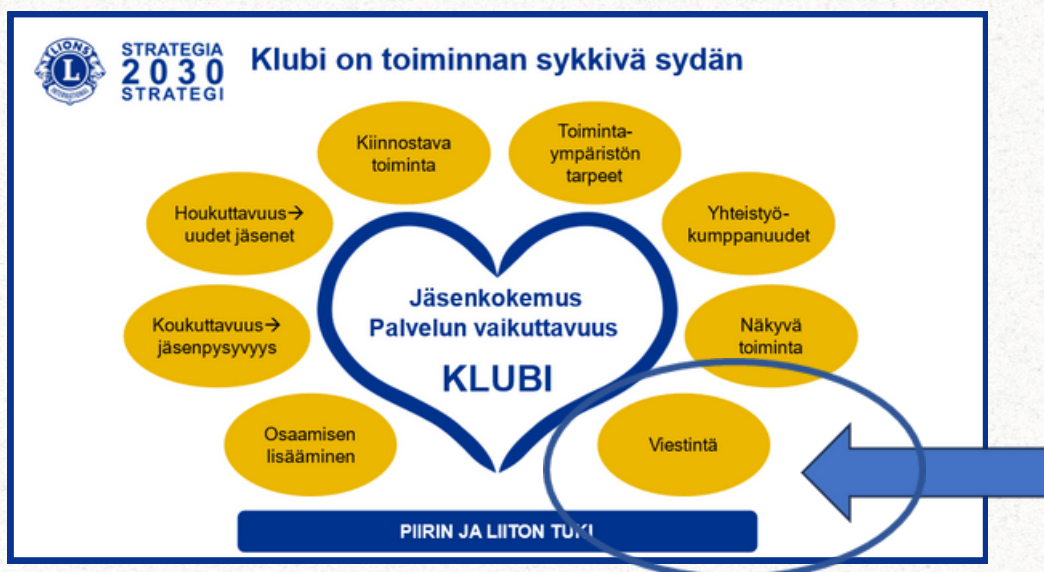 LIONS
L
INTERNATIONAL
STRATEGIA
2030
STRATEGI
Klubi on toiminnan sykkivä sydän
Kiinnostava
toiminta
Toiminta-
ympäristön
tarpeet
Houkuttavuus→
uudet jäsenet
Yhteistyö-
kumppanuudet
Koukuttavuus→
jäsenpysyvyys
Jäsenkokemus
Palvelun vaikuttavuus
KLUBI
Näkyvä
toiminta
Osaamisen
lisääminen
Viestintä
PIIRIN JA LIITON TUKI